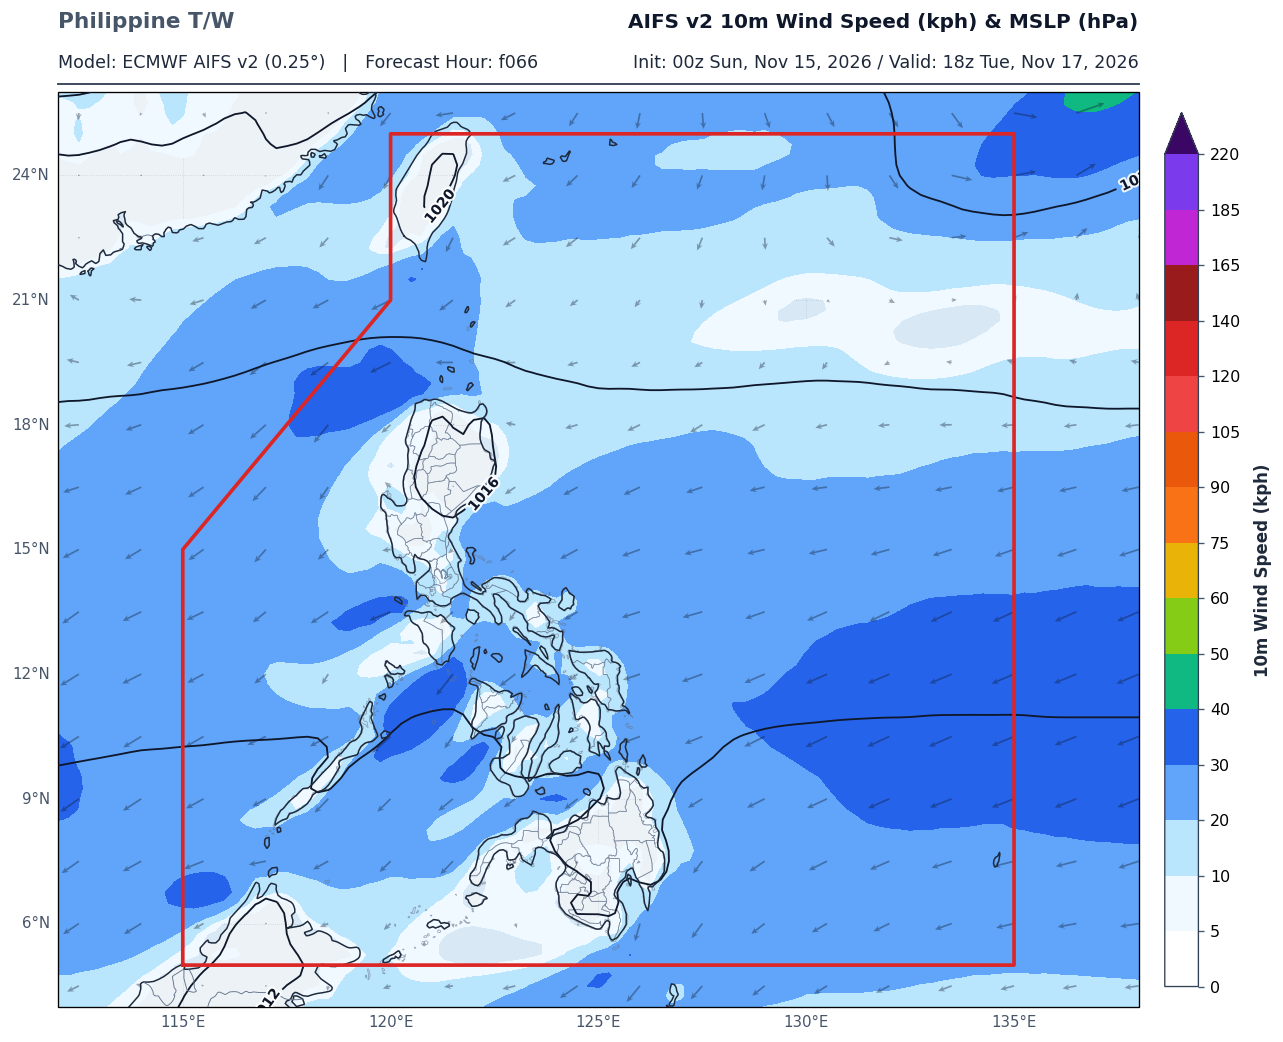 Philippine T/W
AIFS v2 10m Wind Speed (kph) & MSLP (hPa)
Model: ECMWF AIFS v2 (0.25°) | Forecast Hour: f066
Init: 00z Sun, Nov 15, 2026 / Valid: 18z Tue, Nov 17, 2026
24°N
21°N
18°N
15°N
12°N
9°N
6°N
115°E
120°E
125°E
130°E
135°E
1020
1016
220
185
165
140
120
105
90
75
60
50
40
30
20
10
5
0
10m Wind Speed (kph)